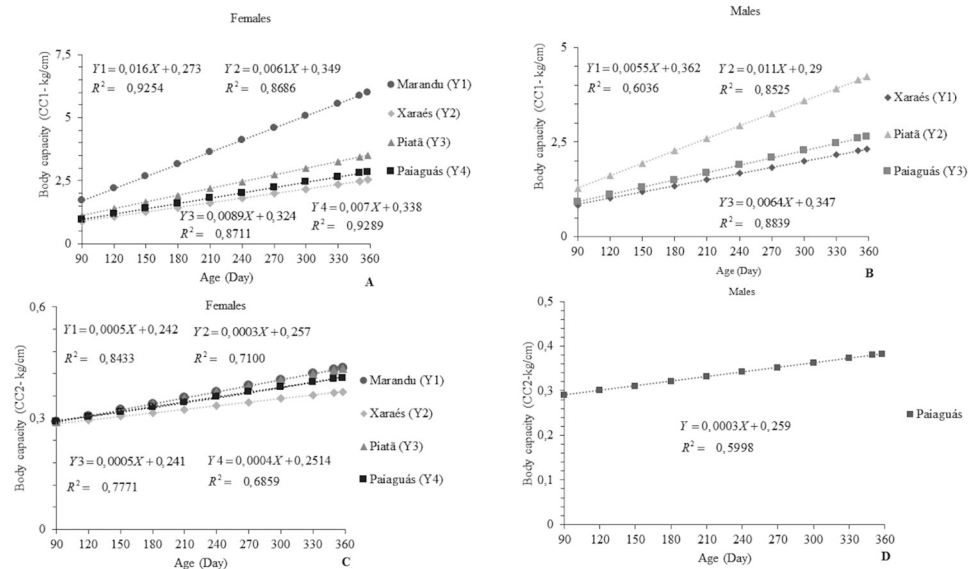 Females
Body capacity (CC1- kg/cm)
7,5
5
2,5
0
Y1=0,016X+0,273
R²= 0,9254
Y2=0,0061X+0,349
R²= 0,8686
Y3=0,0089X+0,324
R²= 0,8711
Y4=0,007X+0,338
R²= 0,9289
Marandu (Y1)
Xaraés (Y2)
Piatã (Y3)
Paiaguás (Y4)
90 120 150 180 210 240 270 300 330 360
Age (Day)
A
Males
Body capacity (CC1- kg/cm)
5
2,5
0
Y1=0,0055X+0,362
R²= 0,6036
Y2=0,011X+0,29
R²= 0,8525
Y3=0,0064X+0,347
R²= 0,8839
Xaraés (Y1)
Piatã (Y2)
Paiaguás (Y3)
90 120 150 180 210 240 270 300 330 360
Age (Day)
B
Females
Body capacity (CC2- kg/cm)
0,6
0,3
0
Y1=0,0005X+0,242
R²= 0,8433
Y2=0,0003X+0,257
R²= 0,7100
Y3=0,0005X+0,241
R²= 0,7771
Y4=0,0004X+0,2514
R²= 0,6859
Marandu (Y1)
Xaraés (Y2)
Piatã (Y3)
Paiaguás (Y4)
90 120 150 180 210 240 270 300 330 360
Age (Day)
C
Males
Body capacity (CC2-kg/cm)
0,5
0,4
0,3
0,2
0,1
0
Y=0,0003X+0,259
R²= 0,5998
Paiaguás
90 120 150 180 210 240 270 300 330 360
Age (Day)
D